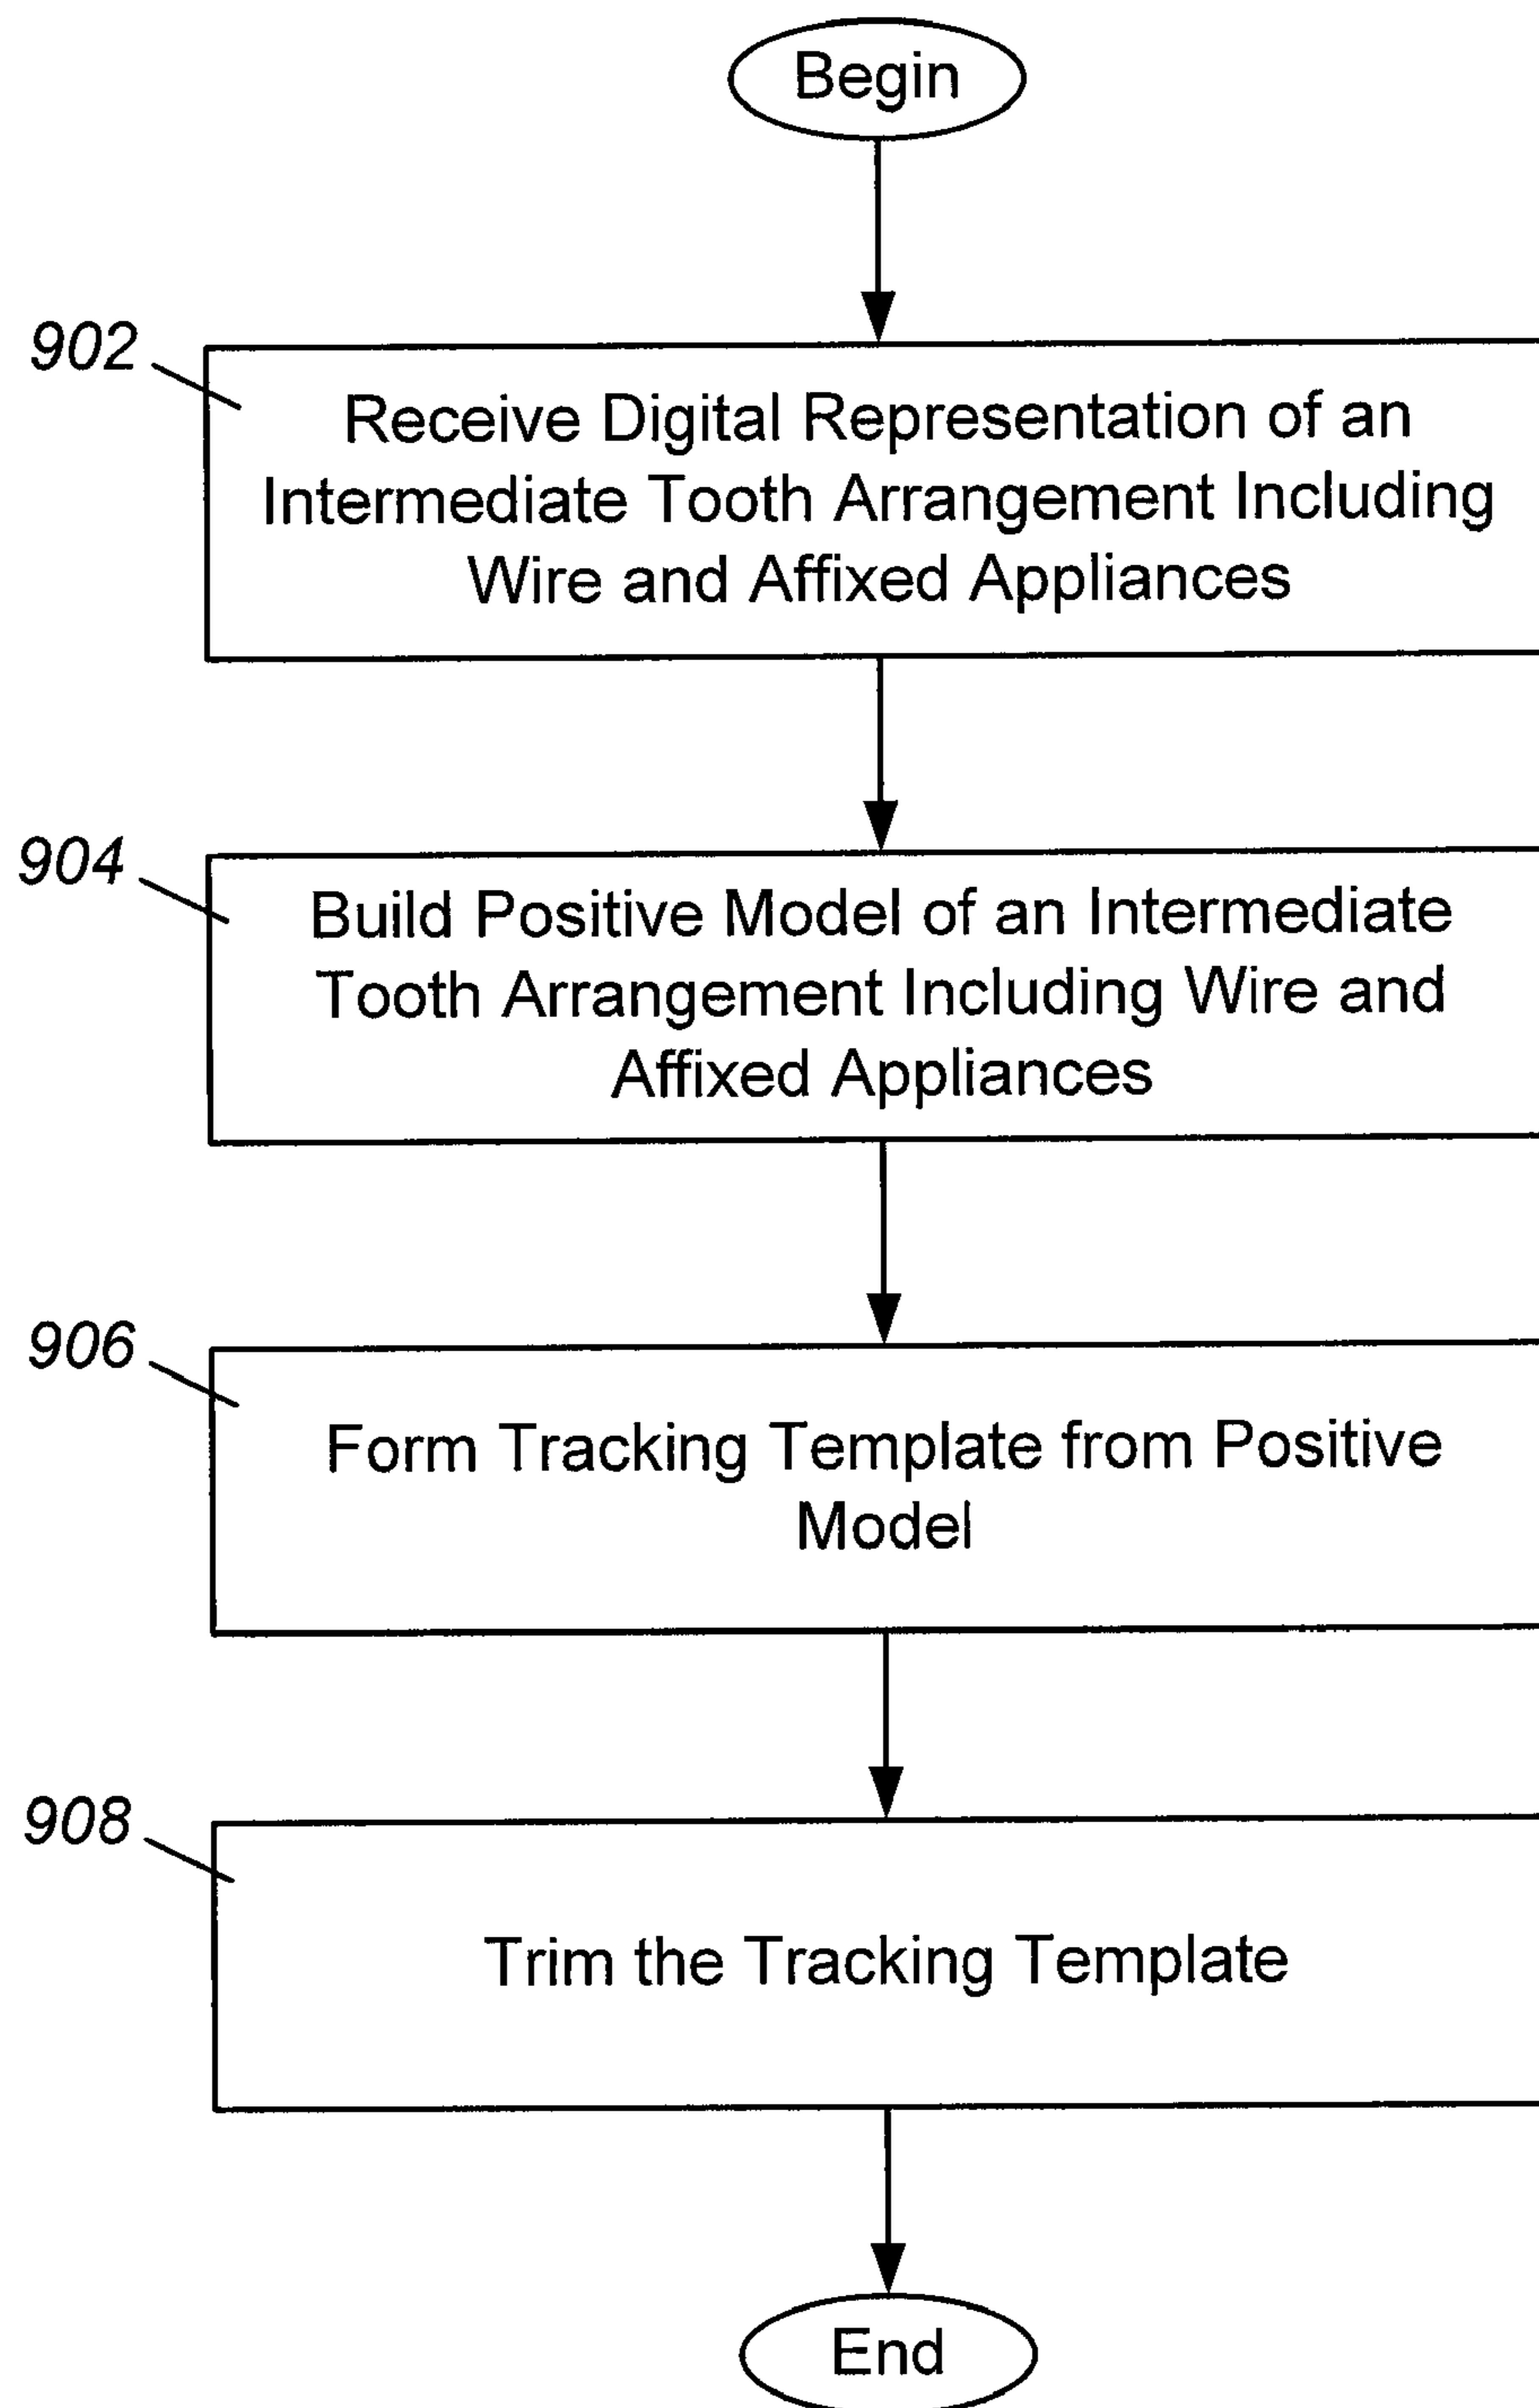 Begin
902
Receive Digital Representation of an
Intermediate Tooth Arrangement Including
Wire and Affixed Appliances
904
Build Positive Model of an Intermediate
Tooth Arrangement Including Wire and
Affixed Appliances
906
Form Tracking Template from Positive
Model
908
Trim the Tracking Template
End